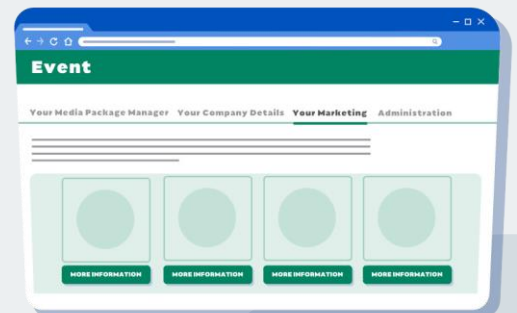 Event
Your Media Package Manager Your Company Details Your Marketing Administration
MORE INFORMATION MORE INFORMATION MORE INFORMATION MORE INFORMATION